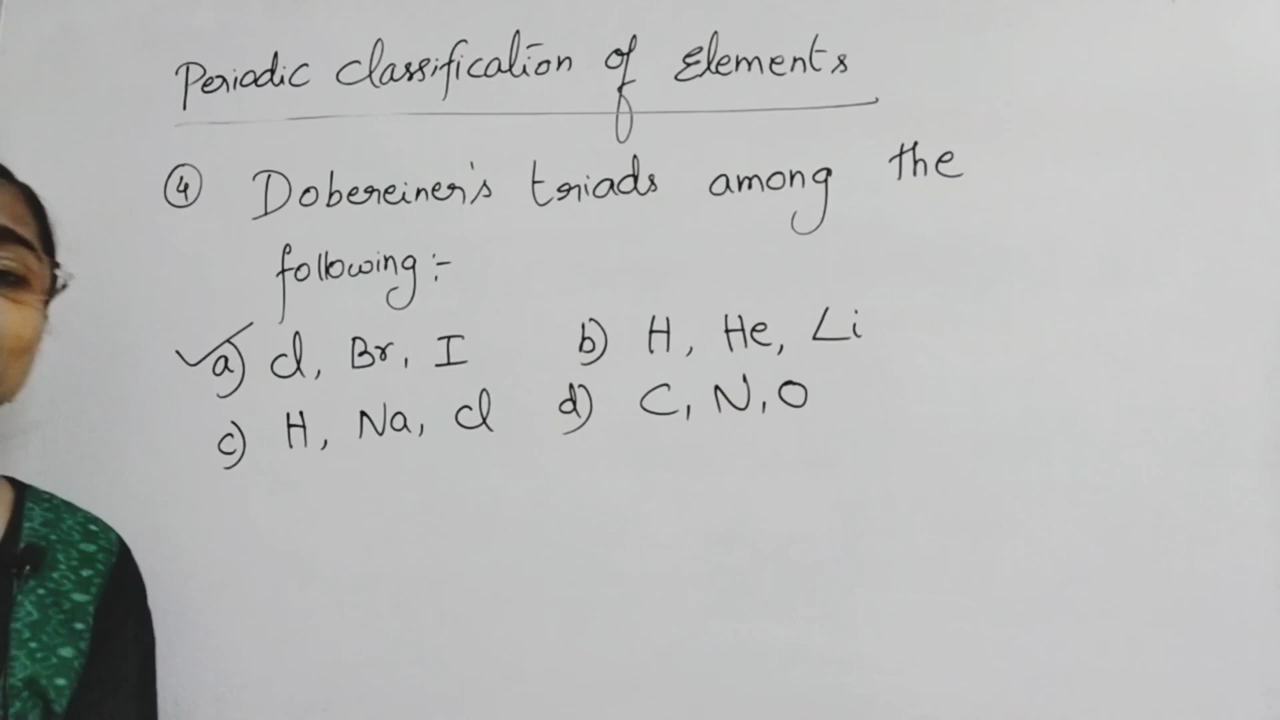 Periodic classification of Elements
④ Dobereiner's triads among the
following :-
a) Cl, Br, I b) H, He, Li
c) H, Na, Cl d) C, N, O